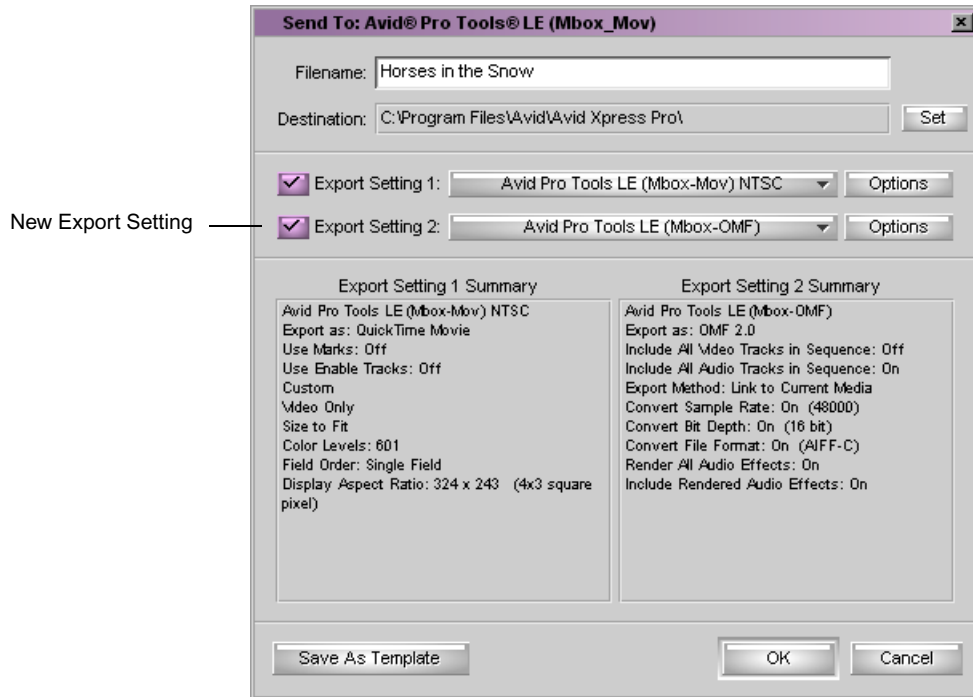 Send To: Avid® Pro Tools® LE (Mbox_Mov)
Filename: Horses in the Snow
Destination: C:\Program Files\Avid\Avid Xpress Pro\ Set
Export Setting 1: Avid Pro Tools LE (Mbox-Mov) NTSC Options
New Export Setting
Export Setting 2: Avid Pro Tools LE (Mbox-OMF) Options
Export Setting 1 Summary
Avid Pro Tools LE (Mbox-Mov) NTSC
Export as: QuickTime Movie
Use Marks: Off
Use Enable Tracks: Off
Custom
Video Only
Size to Fit
Color Levels: 601
Field Order: Single Field
Display Aspect Ratio: 324 x 243 (4x3 square
pixel)
Export Setting 2 Summary
Avid Pro Tools LE (Mbox-OMF)
Export as: OMF 2.0
Include All Video Tracks in Sequence: Off
Include All Audio Tracks in Sequence: On
Export Method: Link to Current Media
Convert Sample Rate: On (48000)
Convert Bit Depth: On (16 bit)
Convert File Format: On (AIFF-C)
Render All Audio Effects: On
Include Rendered Audio Effects: On
Save As Template OK Cancel